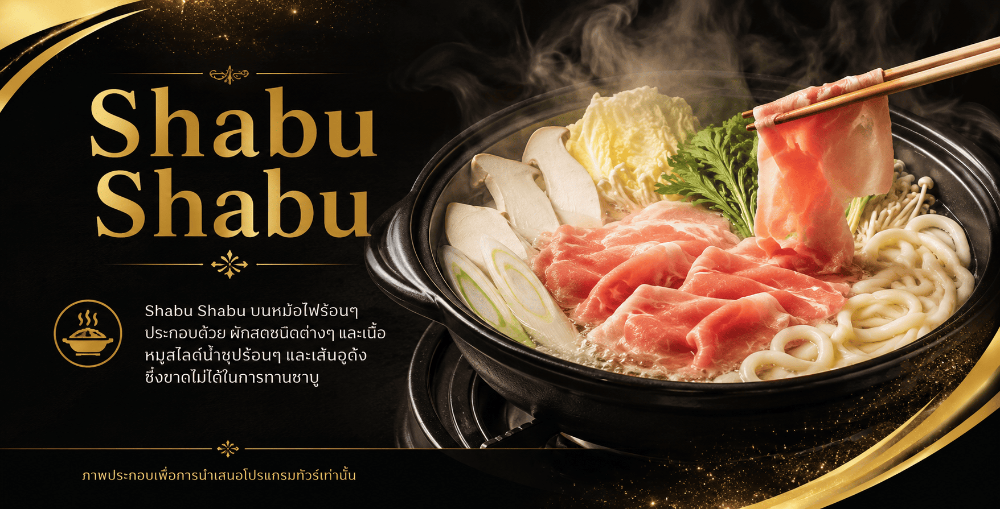 Shabu
Shabu
Shabu Shabu บนหม้อไฟร้อนๆ
ประกอบด้วย ผักสดชนิดต่างๆ และเนื้อ
หมูสไลด์น้ำซุปร้อนๆ และเส้นอูด้ง
ซึ่งขาดไม่ได้ในการทานชาบู
ภาพประกอบเพื่อการนำเสนอโปรแกรมทัวร์เท่านั้น